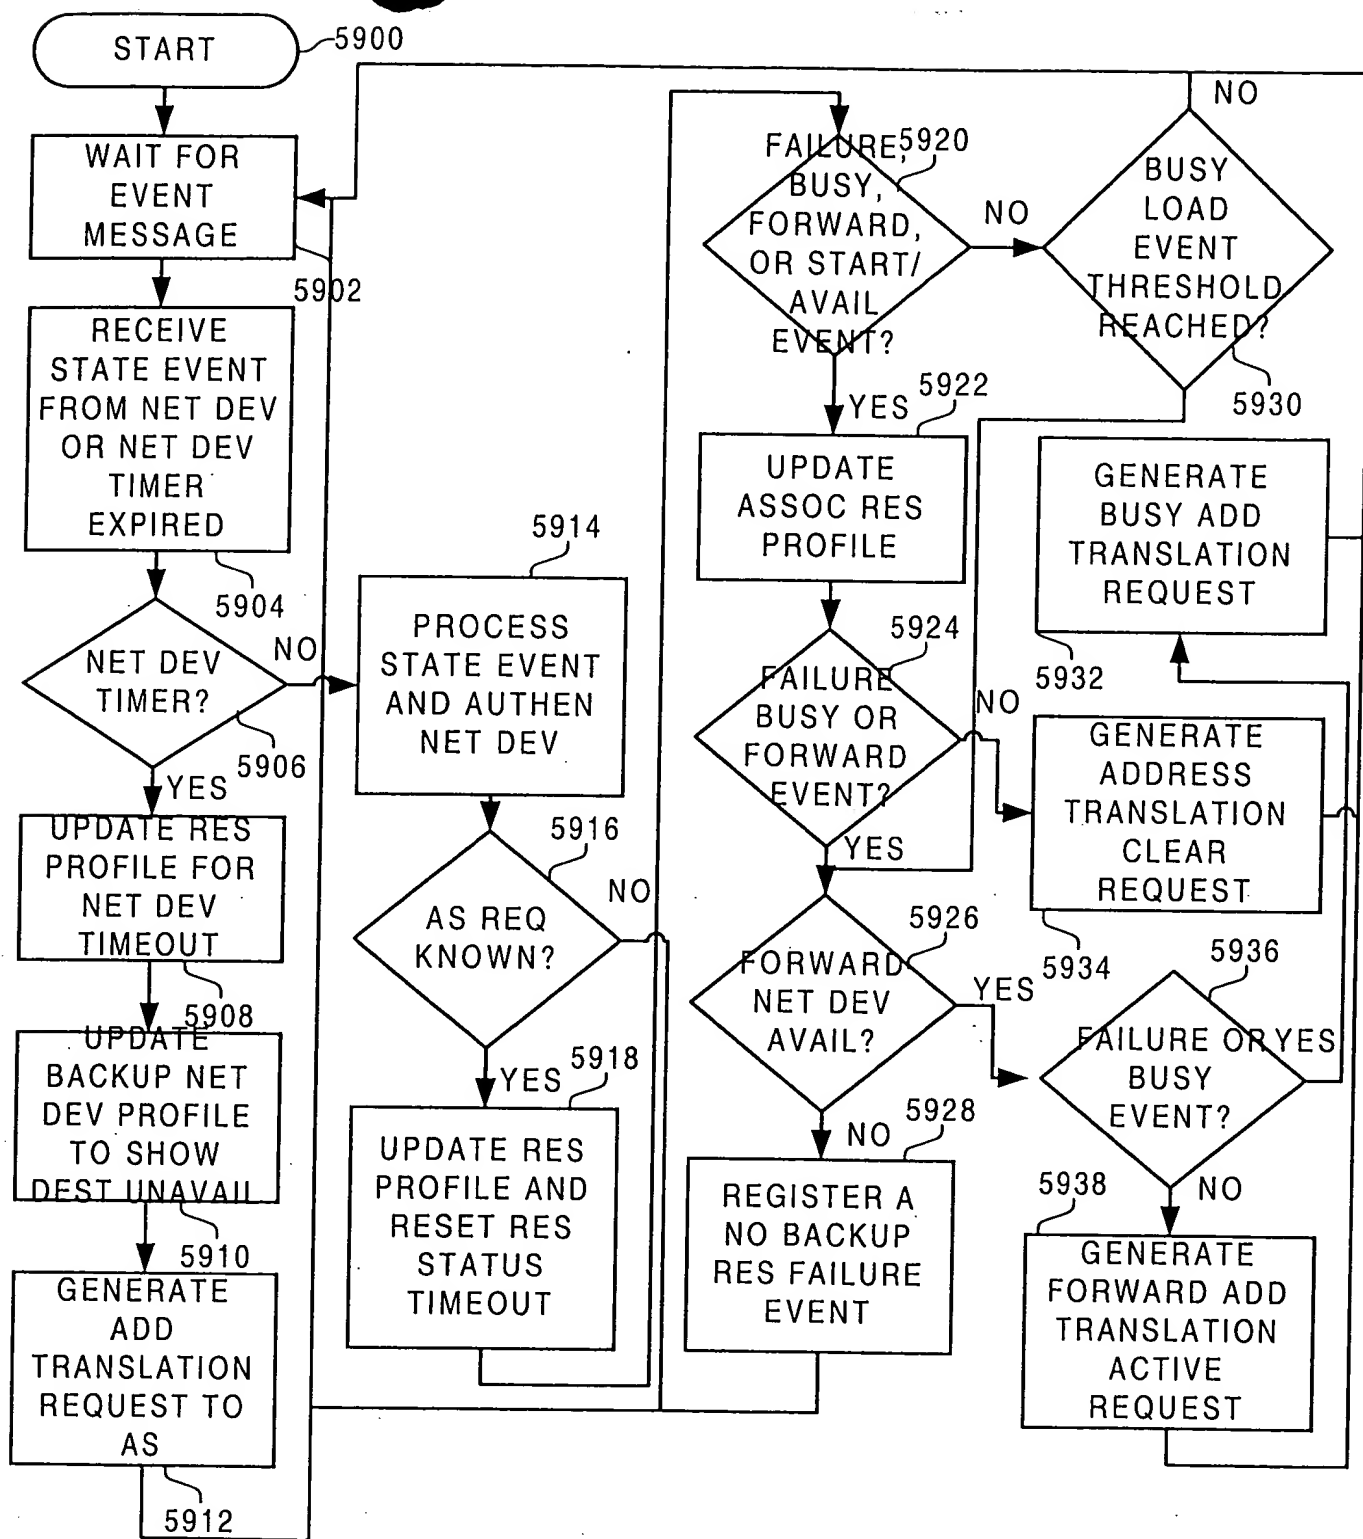 START
5900
WAIT FOR
EVENT
MESSAGE
5902
RECEIVE
STATE EVENT
FROM NET DEV
OR NET DEV
TIMER
EXPIRED
5904
NET DEV
TIMER?
NO
5906
YES
UPDATE RES
PROFILE FOR
NET DEV
TIMEOUT
5908
UPDATE
BACKUP NET
DEV PROFILE
TO SHOW
DEST UNAVAIL
5910
GENERATE
ADD
TRANSLATION
REQUEST TO
AS
5912
5914
PROCESS
STATE EVENT
AND AUTHEN
NET DEV
5916
AS REQ
KNOWN?
NO
YES
5918
UPDATE RES
PROFILE AND
RESET RES
STATUS
TIMEOUT
5920
FAILURE,
BUSY,
FORWARD,
OR START/
AVAIL
EVENT?
NO
YES
5922
UPDATE
ASSOC RES
PROFILE
5924
FAILURE
BUSY OR
FORWARD
EVENT?
NO
YES
5926
FORWARD
NET DEV
AVAIL?
YES
NO
5928
REGISTER A
NO BACKUP
RES FAILURE
EVENT
NO
BUSY
LOAD
EVENT
THRESHOLD
REACHED?
5930
GENERATE
BUSY ADD
TRANSLATION
REQUEST
5932
GENERATE
ADDRESS
TRANSLATION
CLEAR
REQUEST
5934
5936
FAILURE OR
BUSY
EVENT?
YES
NO
5938
GENERATE
FORWARD ADD
TRANSLATION
ACTIVE
REQUEST